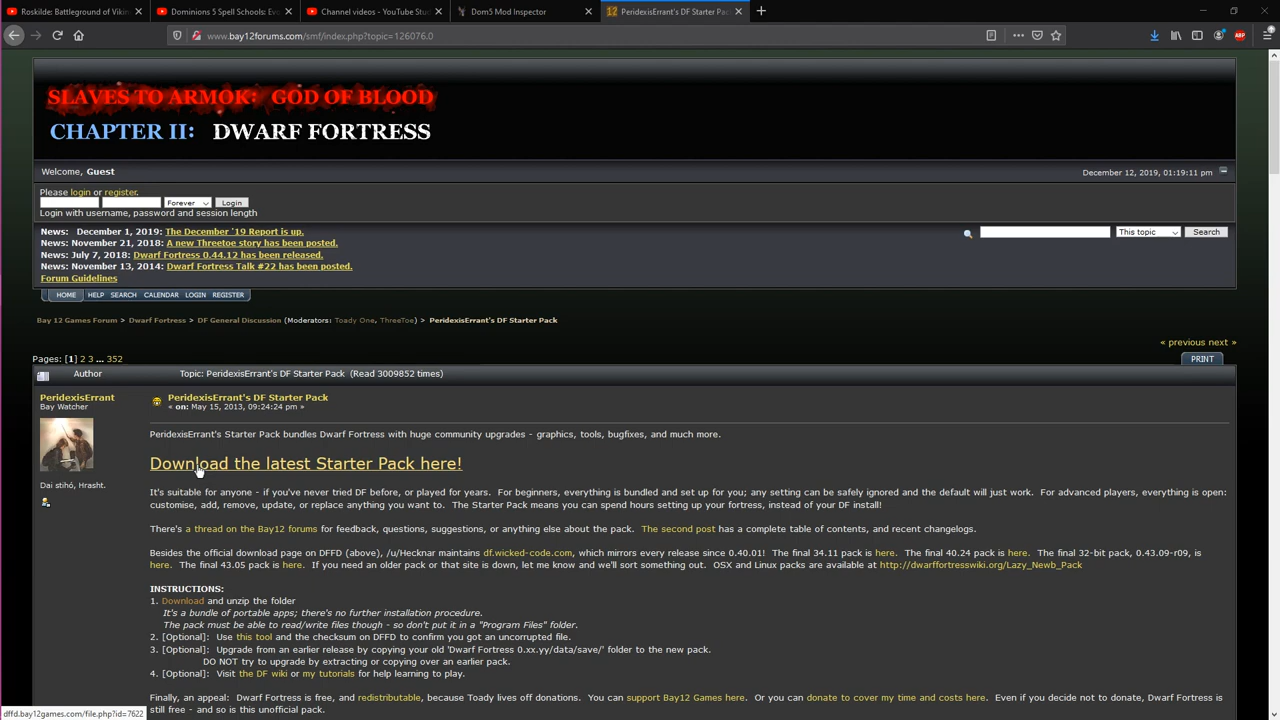 Roskilde: Battleground of Vikin
Dominions 5 Spell Schools: Evo
Channel videos - YouTube Stu
Dom5 Mod Inspector
PeridexisErrant's DF Starter Pack
www.bay12forums.com/smf/index.php?topic=126076.0
SLAVES TO ARMOK: GOD OF BLOOD
CHAPTER II: DWARF FORTRESS
Welcome, Guest
December 12, 2019, 01:19:11 pm
Please login or register.
Forever
Login
Login with username, password and session length
News: December 1, 2019: The December '19 Report is up.
News: November 21, 2018: A new Threetoe story has been posted.
News: July 7, 2018: Dwarf Fortress 0.44.12 has been released.
News: November 13, 2014: Dwarf Fortress Talk #22 has been posted.
Forum Guidelines
This topic
Search
HOME HELP SEARCH CALENDAR LOGIN REGISTER
Bay 12 Games Forum > Dwarf Fortress > DF General Discussion (Moderators: Toady One, ThreeToe) > PeridexisErrant's DF Starter Pack
« previous next »
Pages: [1] 2 3 ... 352
PRINT
Author Topic: PeridexisErrant's DF Starter Pack (Read 3009852 times)
PeridexisErrant
Bay Watcher
Dai stihó, Hrasht.
PeridexisErrant's DF Starter Pack
« on: May 15, 2013, 09:24:24 pm »
PeridexisErrant's Starter Pack bundles Dwarf Fortress with huge community upgrades - graphics, tools, bugfixes, and much more.
Download the latest Starter Pack here!
It's suitable for anyone - if you've never tried DF before, or played for years. For beginners, everything is bundled and set up for you; any setting can be safely ignored and the default will just work. For advanced players, everything is open:
customise, add, remove, update, or replace anything you want to. The Starter Pack means you can spend hours setting up your fortress, instead of your DF install!
There's a thread on the Bay12 forums for feedback, questions, suggestions, or anything else about the pack. The second post has a complete table of contents, and recent changelogs.
Besides the official download page on DFFD (above), /u/Hecknar maintains df.wicked-code.com, which mirrors every release since 0.40.01! The final 34.11 pack is here. The final 40.24 pack is here. The final 32-bit pack, 0.43.09-r09, is
here. The final 43.05 pack is here. If you need an older pack or that site is down, let me know and we'll sort something out. OSX and Linux packs are available at http://dwarffortresswiki.org/Lazy_Newb_Pack
INSTRUCTIONS:
1. Download and unzip the folder
It's a bundle of portable apps; there's no further installation procedure.
The pack must be able to read/write files though - so don't put it in a "Program Files" folder.
2. [Optional]: Use this tool and the checksum on DFFD to confirm you got an uncorrupted file.
3. [Optional]: Upgrade from an earlier release by copying your old 'Dwarf Fortress 0.xx.yy/data/save/' folder to the new pack.
DO NOT try to upgrade by extracting or copying over an earlier pack.
4. [Optional]: Visit the DF wiki or my tutorials for help learning to play.
Finally, an appeal: Dwarf Fortress is free, and redistributable, because Toady lives off donations. You can support Bay12 Games here. Or you can donate to cover my time and costs here. Even if you decide not to donate, Dwarf Fortress is
still free - and so is this unofficial pack.
dffd.bay12games.com/file.php?id=7622